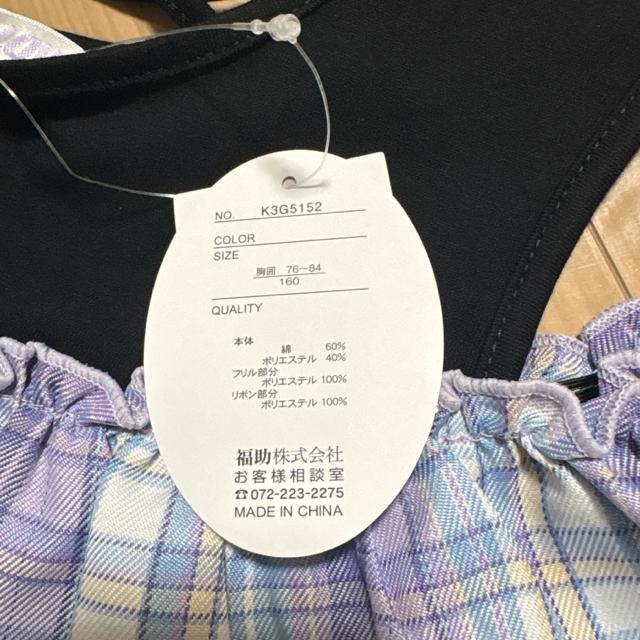 NO. K3G5152
COLOR
SIZE
胸囲 76～84
160
QUALITY
本体
綿 60%
ポリエステル 40%
フリル部分
ポリエステル 100%
リボン部分
ポリエステル 100%
福助株式会社
お客様相談室
☎072-223-2275
MADE IN CHINA